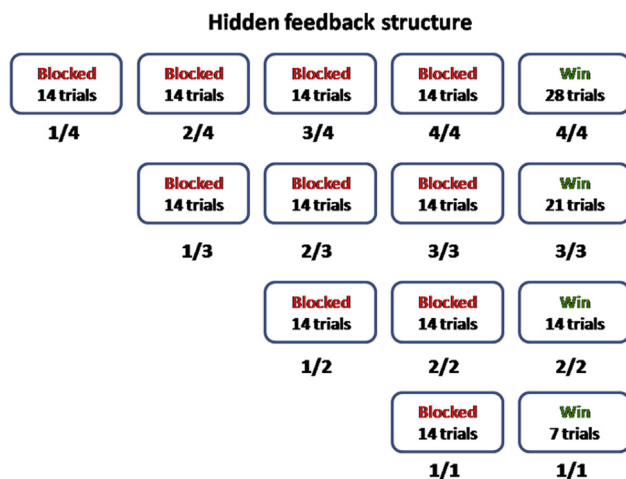 Hidden feedback structure
Blocked Blocked Blocked Blocked Win
14 trials 14 trials 14 trials 14 trials 28 trials
1/4 2/4 3/4 4/4 4/4
Blocked Blocked Blocked Win
14 trials 14 trials 14 trials 21 trials
1/3 2/3 3/3 3/3
Blocked Blocked Win
14 trials 14 trials 14 trials
1/2 2/2 2/2
Blocked Win
14 trials 7 trials
1/1 1/1